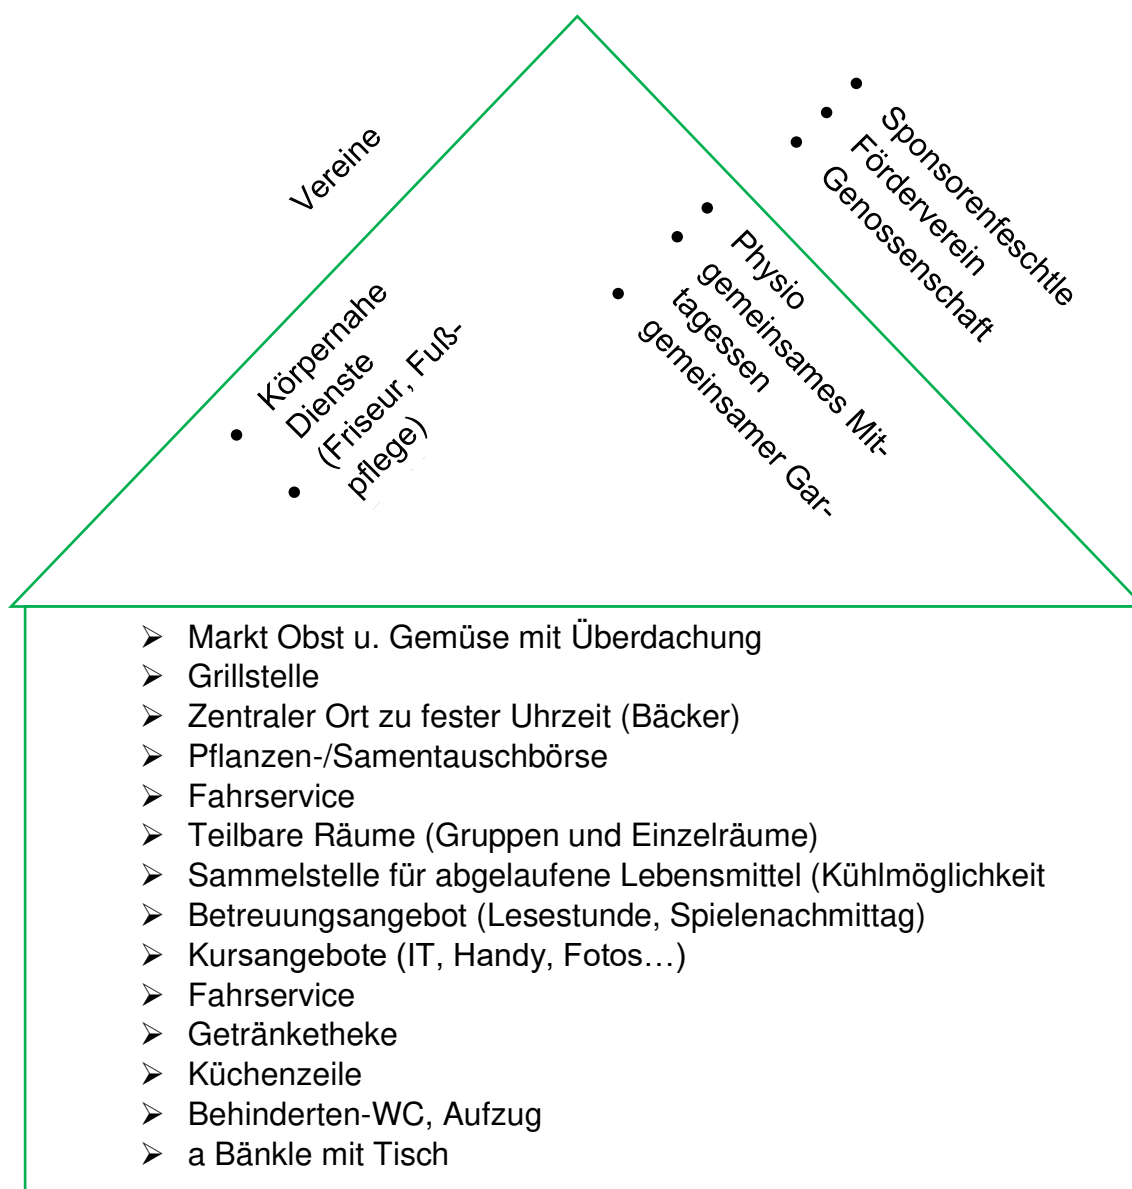 Vereine
• Sponsorenfeschtle
• Förderverein
• Genossenschaft
• Körpernahe
Dienste
(Friseur, Fuß-
• pflege)
• Physio
• gemeinsames Mit-
tagessen
• gemeinsamer Gar-
➢ Markt Obst u. Gemüse mit Überdachung
➢ Grillstelle
➢ Zentraler Ort zu fester Uhrzeit (Bäcker)
➢ Pflanzen-/Samentauschbörse
➢ Fahrservice
➢ Teilbare Räume (Gruppen und Einzelräume)
➢ Sammelstelle für abgelaufene Lebensmittel (Kühlmöglichkeit
➢ Betreuungsangebot (Lesestunde, Spielenachmittag)
➢ Kursangebote (IT, Handy, Fotos…)
➢ Fahrservice
➢ Getränketheke
➢ Küchenzeile
➢ Behinderten-WC, Aufzug
➢ a Bänkle mit Tisch